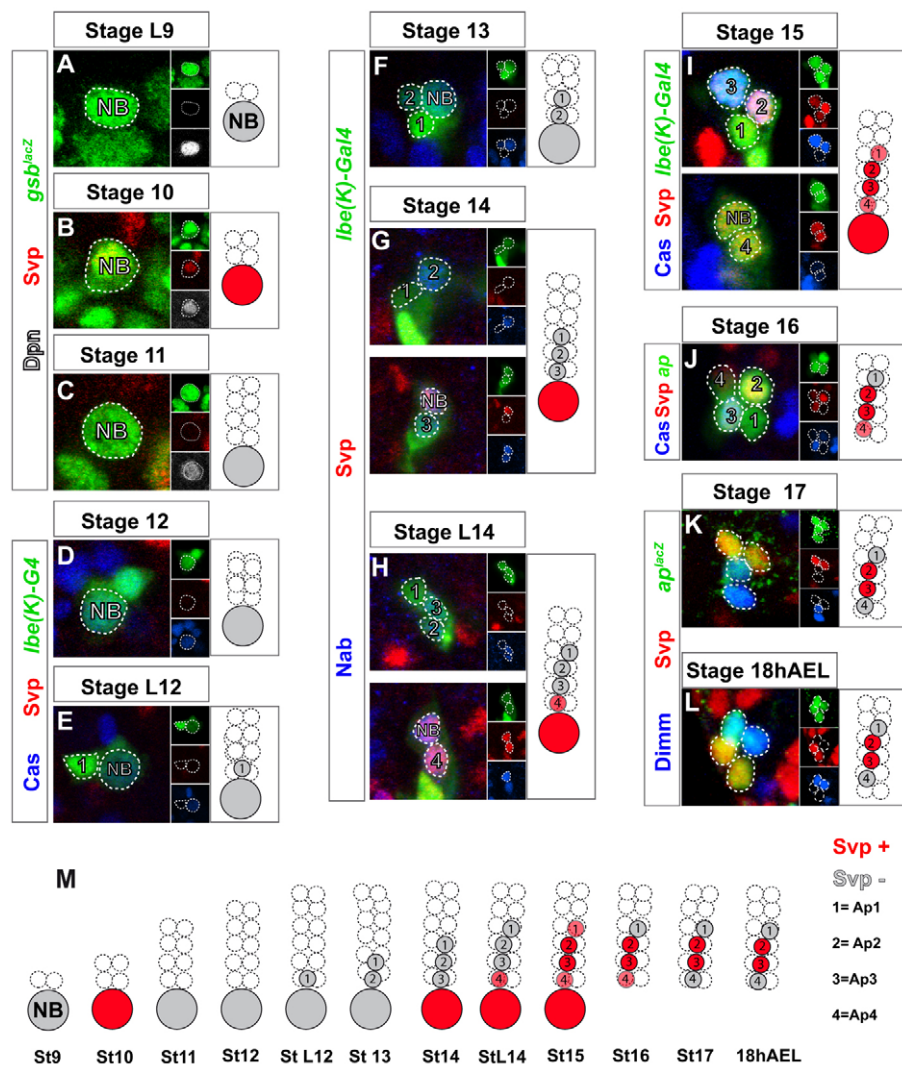 Stage L9
A
NB
NB
gsb^lacZ
Stage 10
B
NB
Svp
Stage 11
C
NB
Dpn
Stage 12
D
NB
lbe(K)-G4
Svp
Stage L12
E
1
NB
1
Cas
Stage 13
F
2
NB
1
1
2
lbe(K)-Gal4
Stage 14
G
2
1
NB
3
1
2
3
Svp
Stage L14
H
1
3
2
NB
4
1
2
3
4
Nab
Stage 15
I
3
2
1
NB
4
1
2
3
4
Cas Svp lbe(K)-Gal4
Stage 16
J
4
2
3
1
1
2
3
4
Cas Svp ap
Stage 17
K
1
2
3
4
ap^lacZ
Svp
Stage 18hAEL
L
1
2
3
4
Dimm
M
NB
1
1
2
1
2
3
1
2
3
4
1
2
3
4
1
2
3
4
1
2
3
4
1
2
3
4
St9 St10 St11 St12 St L12 St 13 St14 StL14 St15 St16 St17 18hAEL
Svp +
Svp -
1= Ap1
2= Ap2
3= Ap3
4=Ap4